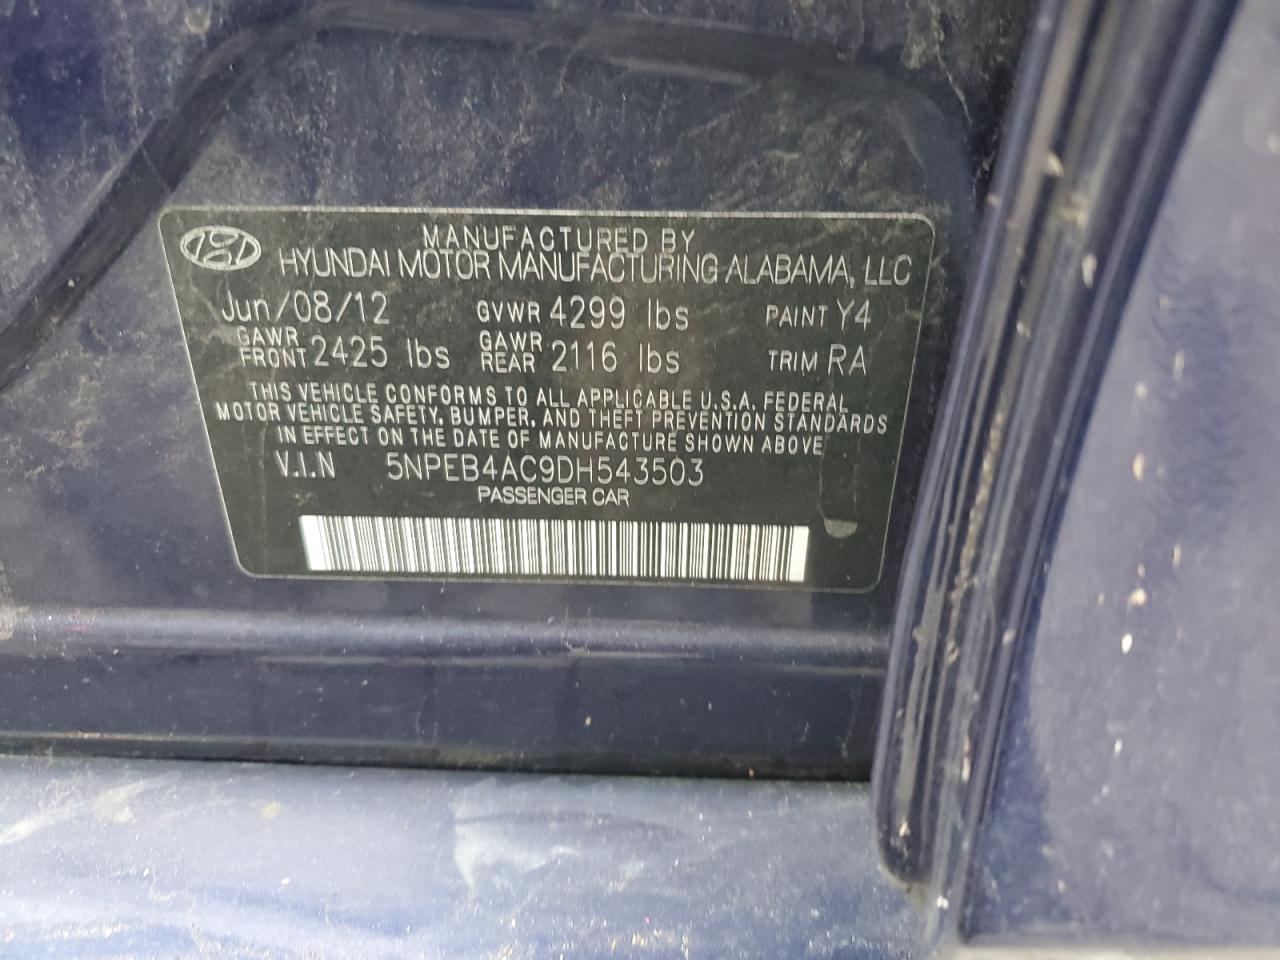 MANUFACTURED BY
HYUNDAI MOTOR MANUFACTURING ALABAMA, LLC
Jun/08/12 GVWR 4299 lbs PAINT Y4
GAWR FRONT 2425 lbs GAWR REAR 2116 lbs TRIM RA
THIS VEHICLE CONFORMS TO ALL APPLICABLE U.S.A. FEDERAL
MOTOR VEHICLE SAFETY, BUMPER, AND THEFT PREVENTION STANDARDS
IN EFFECT ON THE DATE OF MANUFACTURE SHOWN ABOVE
V.I.N 5NPEB4AC9DH543503
PASSENGER CAR